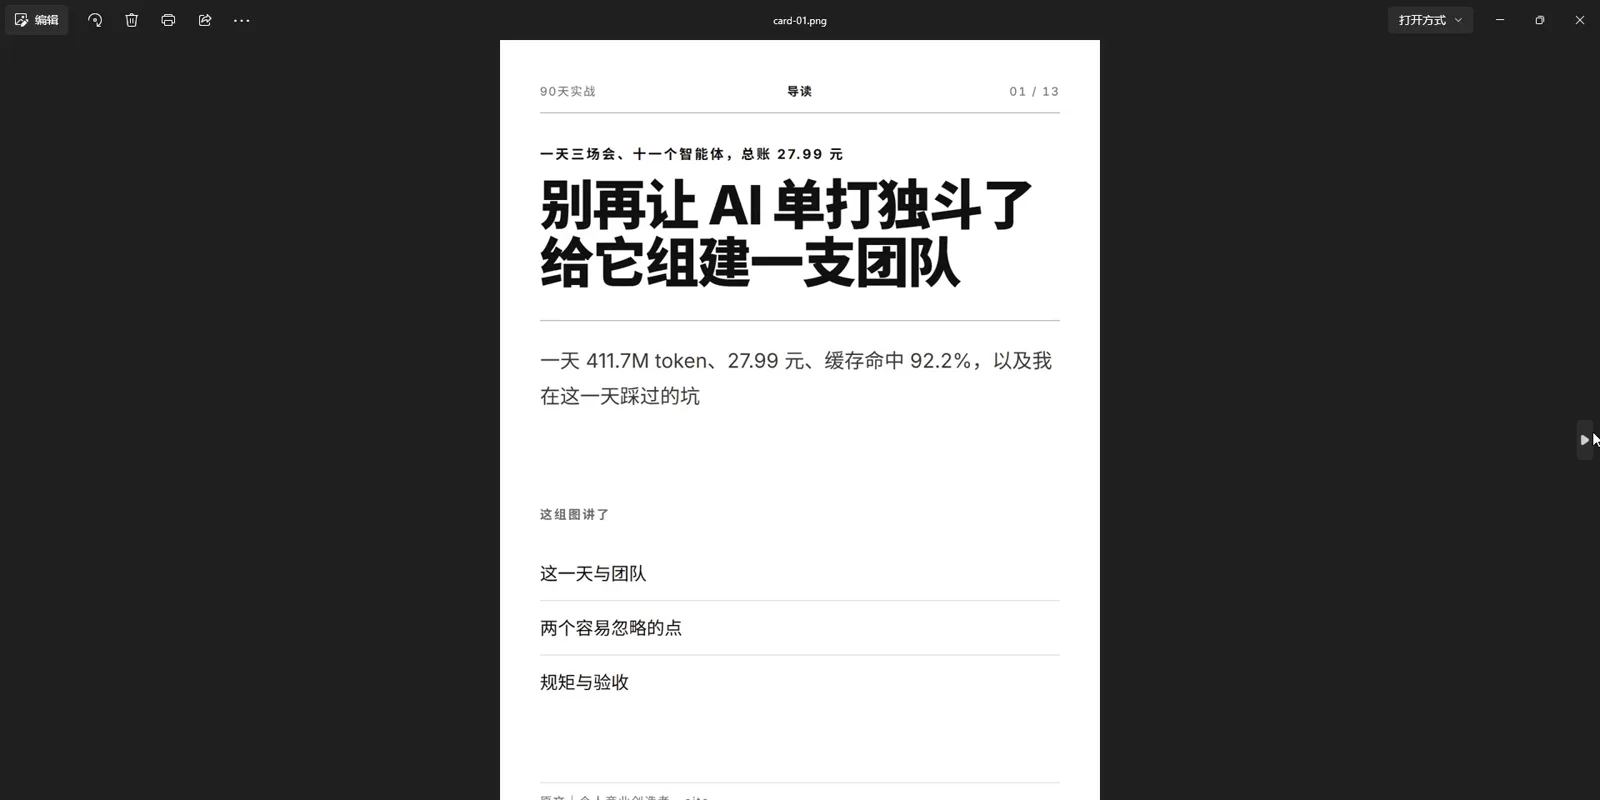 编辑
card-01.png
打开方式
90天实战
导读
01 / 13
一天三场会、十一个智能体，总账 27.99 元
别再让 AI 单打独斗了
给它组建一支团队
一天 411.7M token、27.99 元、缓存命中 92.2%，以及我
在这一天踩过的坑
这组图讲了
这一天与团队
两个容易忽略的点
规矩与验收